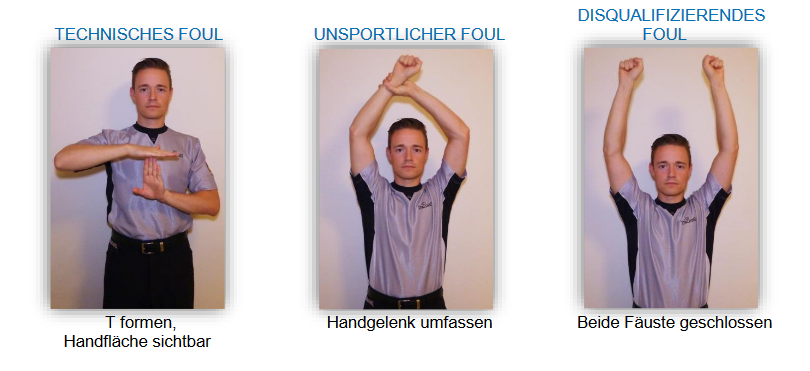 TECHNISCHES FOUL
UNSPORTLICHER FOUL
DISQUALIFIZIERENDES
FOUL
T formen,
Handfläche sichtbar
Handgelenk umfassen
Beide Fäuste geschlossen